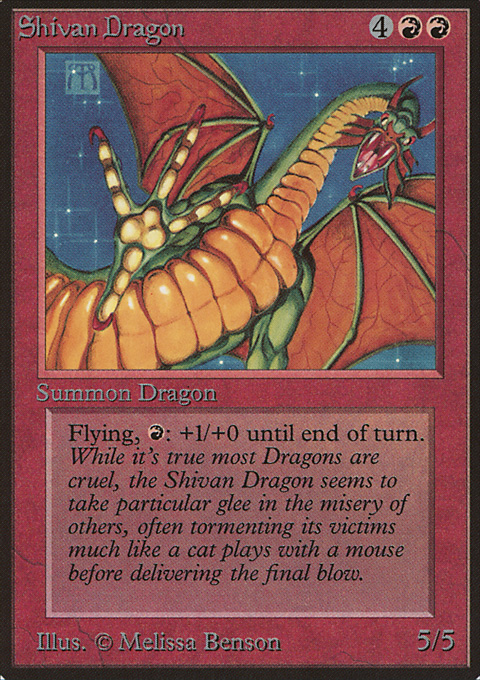 Shivan Dragon 4
Summon Dragon
Flying, : +1/+0 until end of turn.
While it's true most Dragons are
cruel, the Shivan Dragon seems to
take particular glee in the misery of
others, often tormenting its victims
much like a cat plays with a mouse
before delivering the final blow.
Illus. © Melissa Benson 5/5